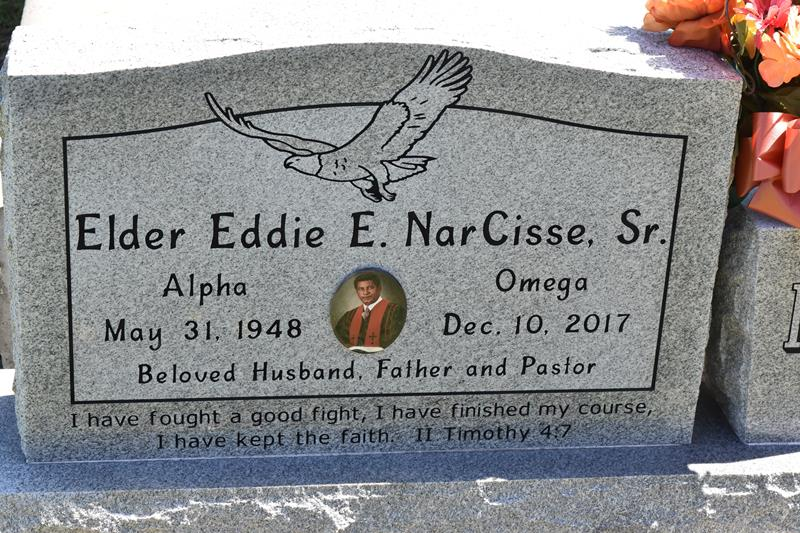 Elder Eddie E. NarCisse, Sr.
Alpha
Omega
May 31, 1948
Dec. 10, 2017
Beloved Husband, Father and Pastor
I have fought a good fight, I have finished my course,
I have kept the faith. II Timothy 4:7